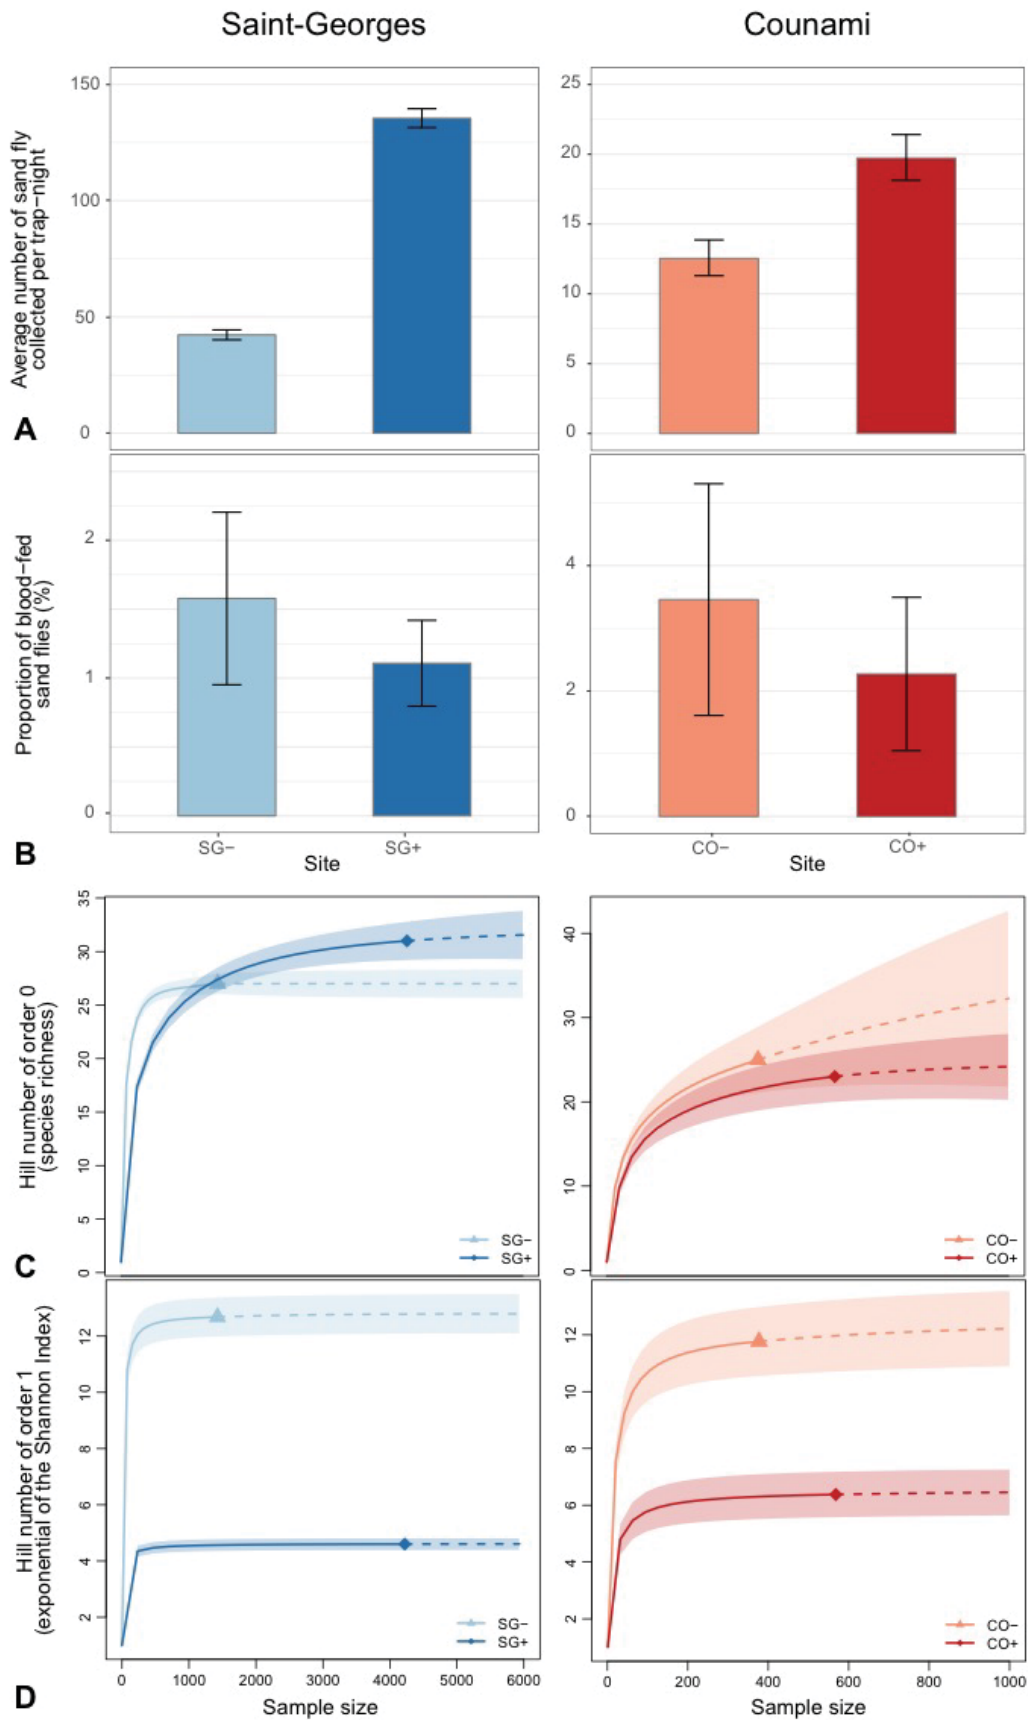 Saint-Georges
Counami
Average number of sand fly
collected per trap-night
150
100
50
0
25
20
15
10
5
0
A
Proportion of blood-fed
sand flies (%)
2
1
0
4
2
0
SG−
SG+
Site
CO−
CO+
Site
B
Hill number of order 0
(species richness)
35
30
25
20
15
10
5
0
SG−
SG+
40
30
20
10
0
CO−
CO+
C
Hill number of order 1
(exponential of the Shannon Index)
12
10
8
6
4
2
SG−
SG+
12
10
8
6
4
2
CO−
CO+
0 1000 2000 3000 4000 5000 6000
Sample size
0 200 400 600 800 1000
Sample size
D